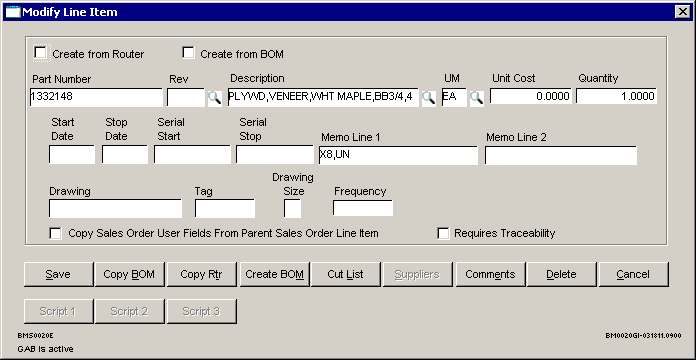 Modify Line Item
Create from Router Create from BOM
Part Number Rev Description UM Unit Cost Quantity
1332148 PLYWD,VENEER,WHT MAPLE,BB3/4,4 EA 0.0000 1.0000
Start Date Stop Date Serial Start Serial Stop Memo Line 1 Memo Line 2
X8,UN
Drawing Tag Drawing Size Frequency
Copy Sales Order User Fields From Parent Sales Order Line Item Requires Traceability
Save Copy BOM Copy Rtr Create BOM Cut List Suppliers Comments Delete Cancel
Script 1 Script 2 Script 3
BMS0020E BM0020GI-031811.0900
GAB is active